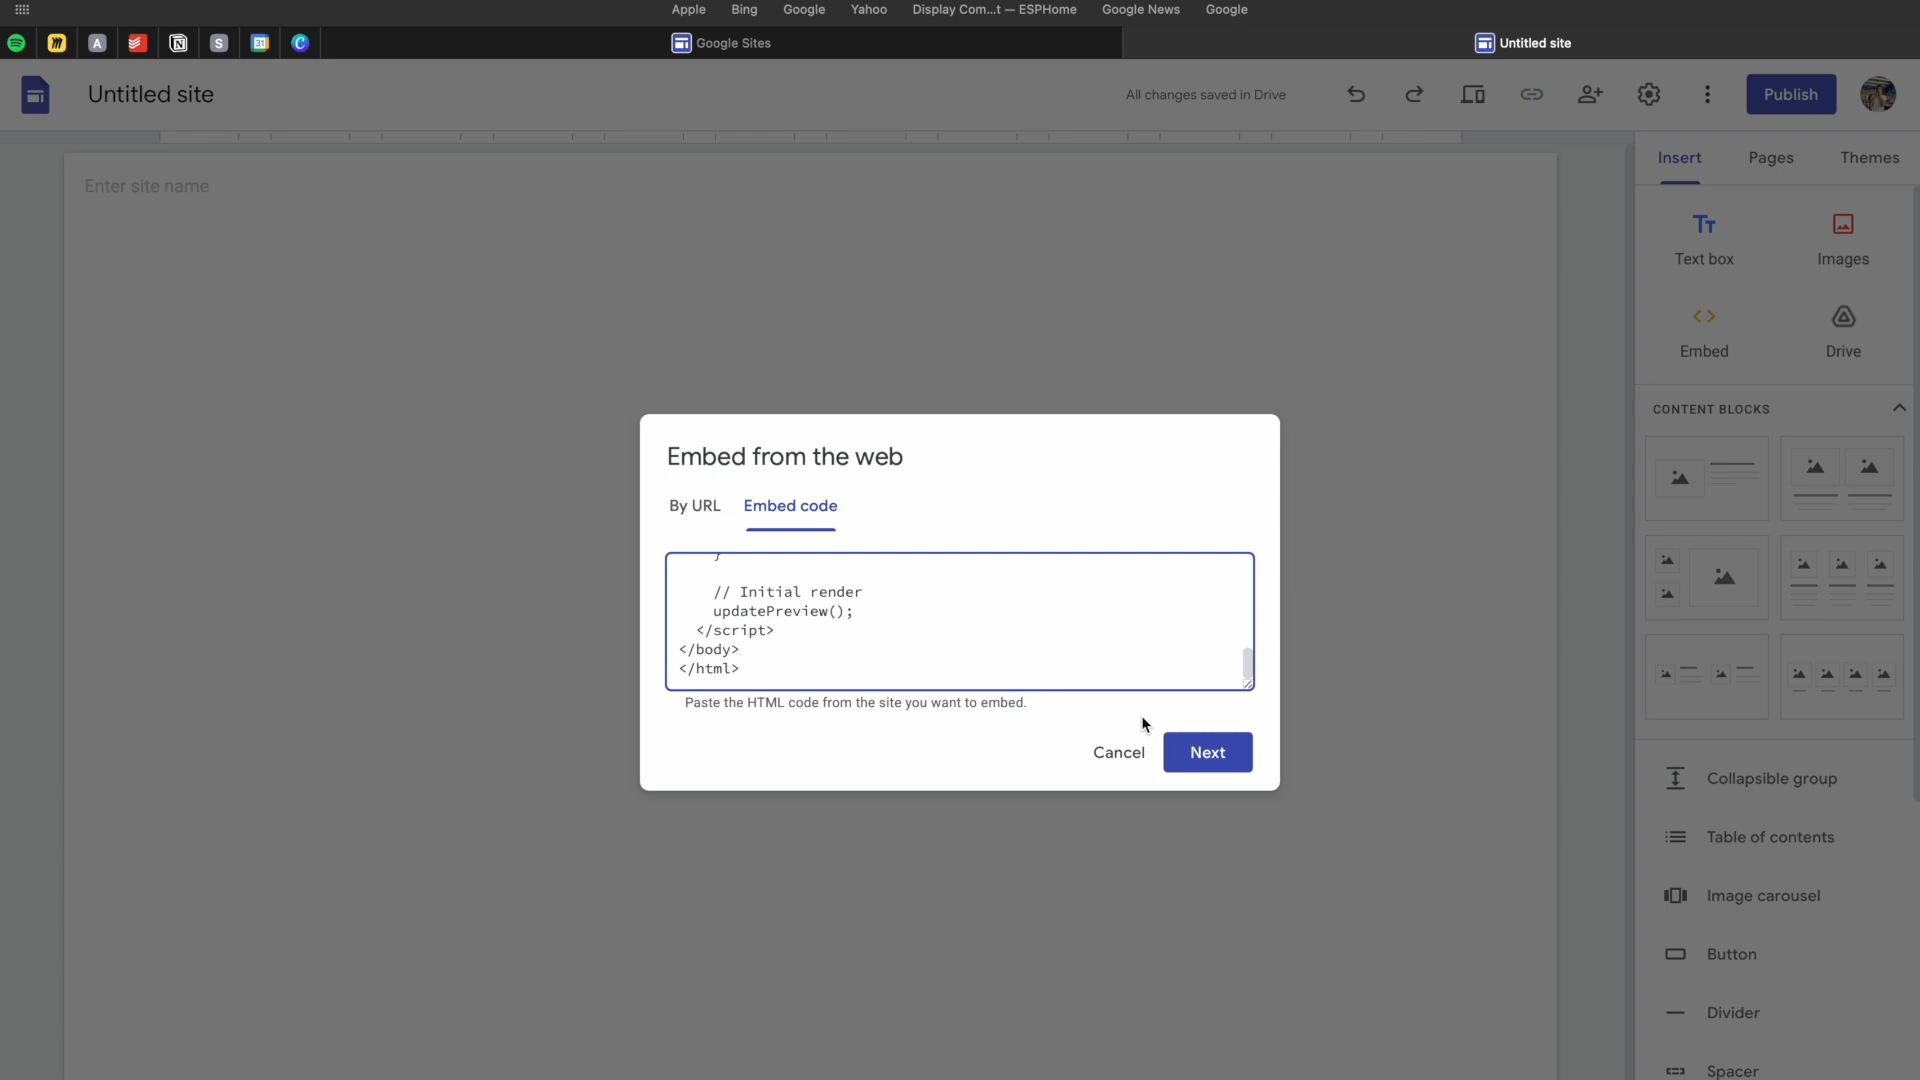 Apple Bing Google Yahoo Display Com...t — ESPHome Google News Google
A S 31 Google Sites Untitled site
Untitled site All changes saved in Drive Publish
Enter site name
Insert Pages Themes
Text box Images
Embed Drive
CONTENT BLOCKS
Embed from the web
By URL Embed code
}
// Initial render
updatePreview();
</script>
</body>
</html>
Paste the HTML code from the site you want to embed.
Cancel Next
Collapsible group
Table of contents
Image carousel
Button
Divider
Spacer